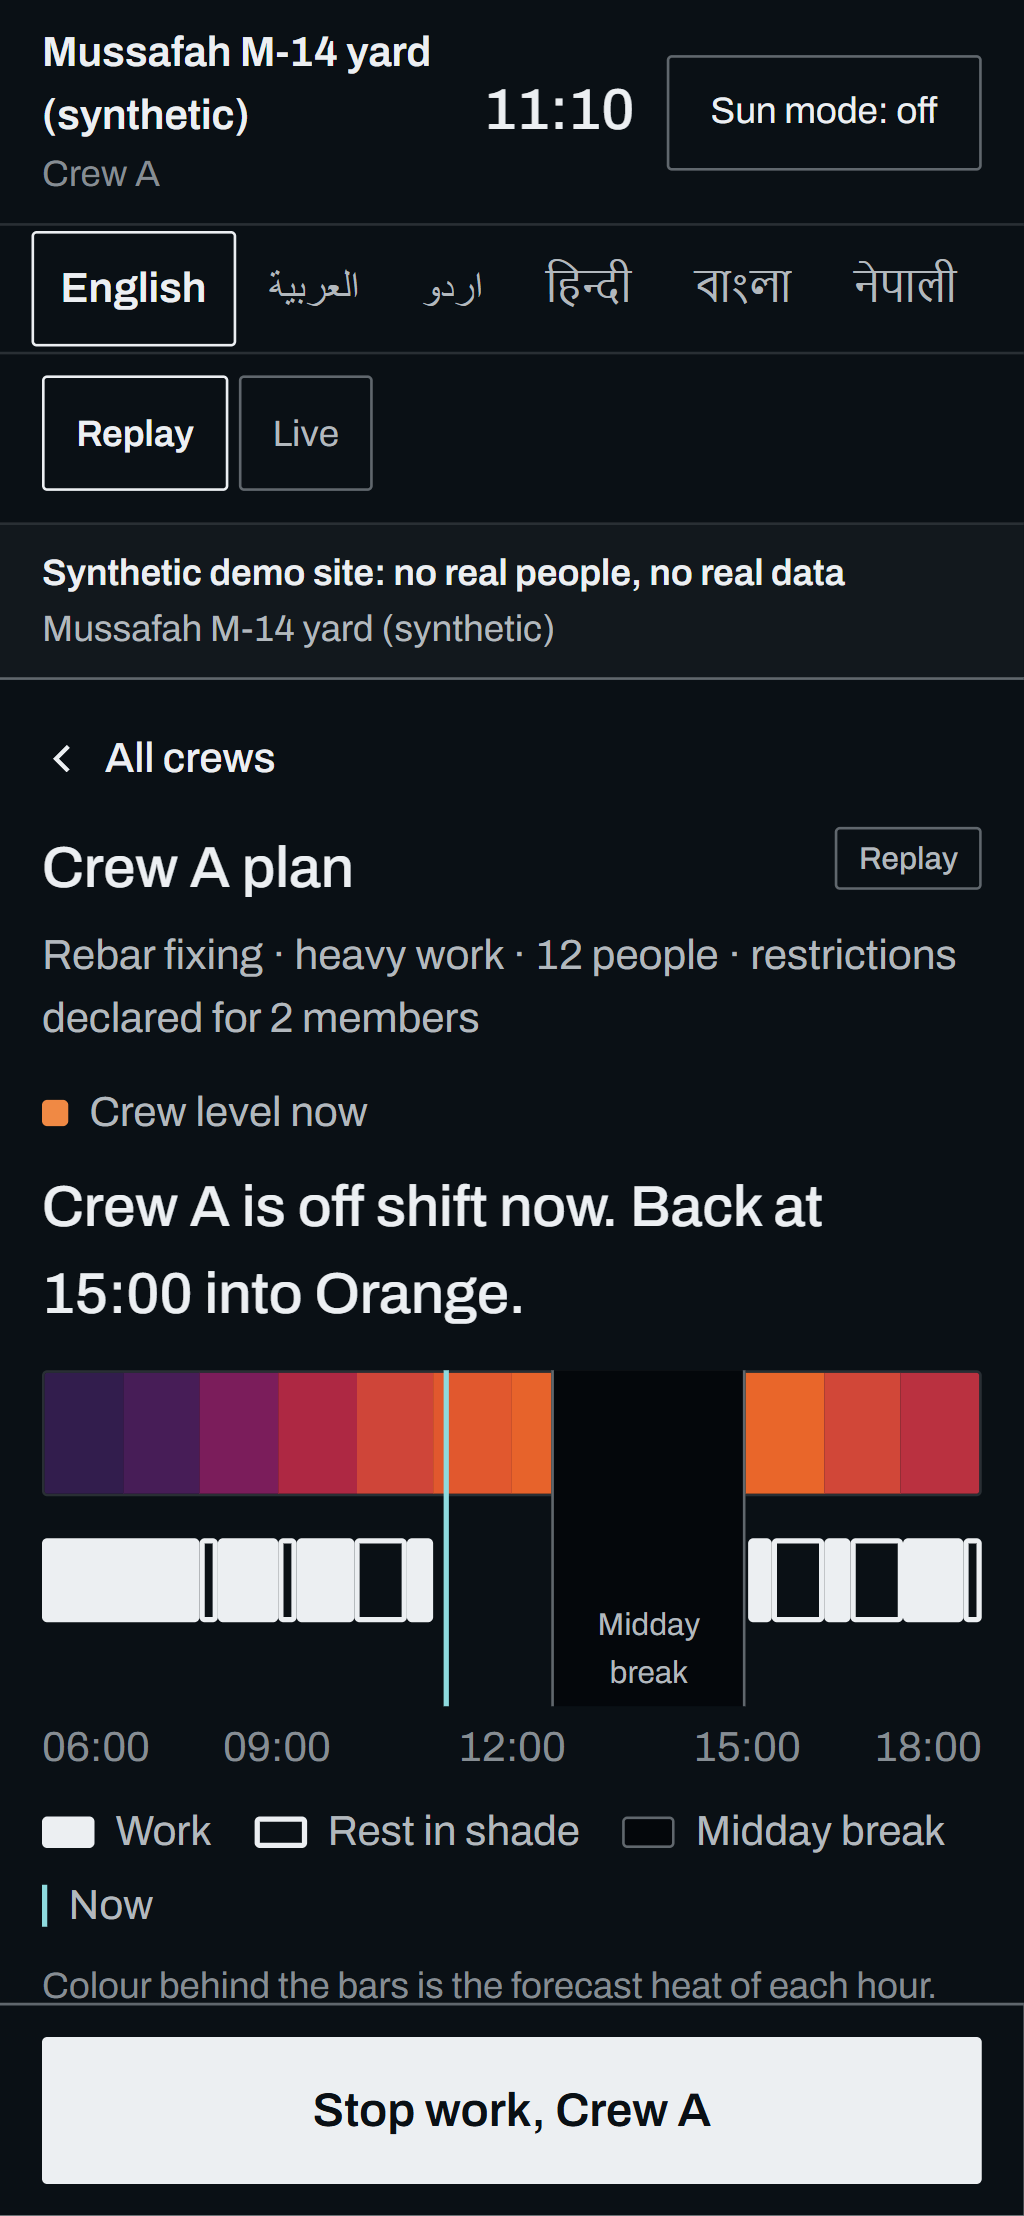 Mussafah M-14 yard
(synthetic)
Crew A
11:10
Sun mode: off
English العربية اردو हिन्दी বাংলা नेपाली
Replay Live
Synthetic demo site: no real people, no real data
Mussafah M-14 yard (synthetic)
All crews
Crew A plan
Replay
Rebar fixing · heavy work · 12 people · restrictions
declared for 2 members
Crew level now
Crew A is off shift now. Back at
15:00 into Orange.
Midday
break
06:00 09:00 12:00 15:00 18:00
Work Rest in shade Midday break
Now
Colour behind the bars is the forecast heat of each hour.
Stop work, Crew A